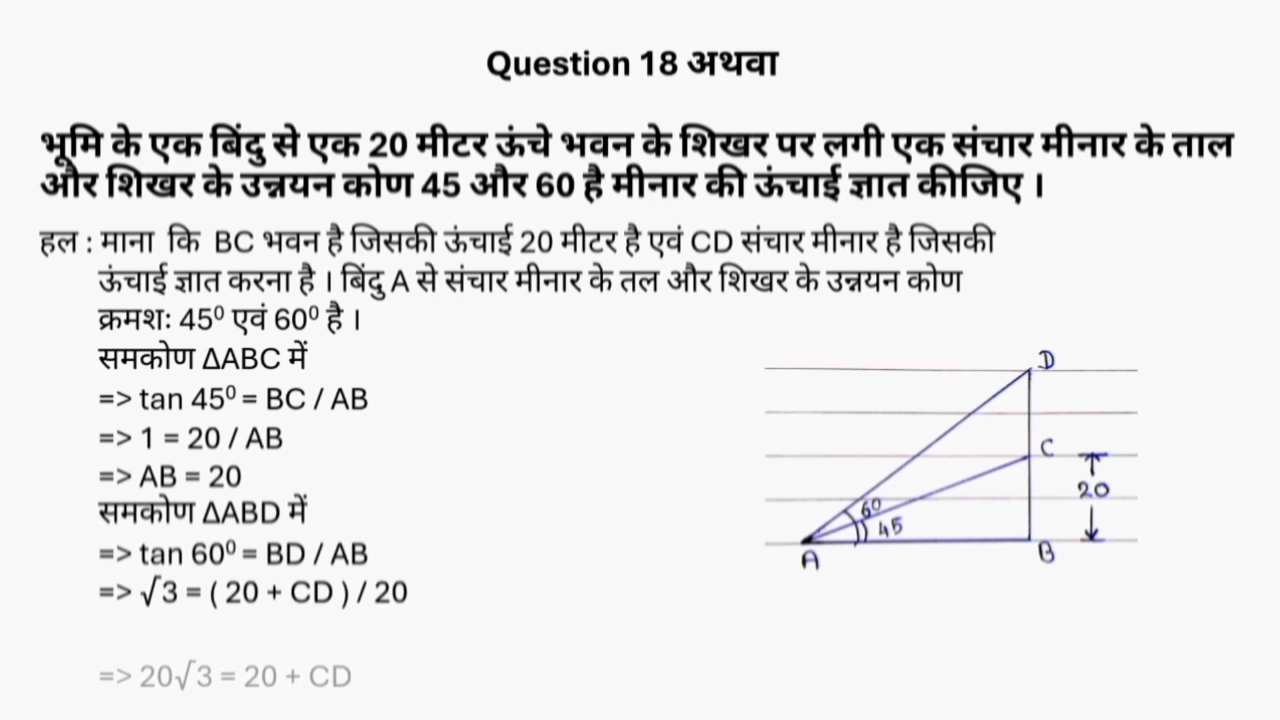 Question 18 अथवा
भूमि के एक बिंदु से एक 20 मीटर ऊंचे भवन के शिखर पर लगी एक संचार मीनार के ताल
और शिखर के उन्नयन कोण 45 और 60 है मीनार की ऊंचाई ज्ञात कीजिए ।
हल : माना कि BC भवन है जिसकी ऊंचाई 20 मीटर है एवं CD संचार मीनार है जिसकी
ऊंचाई ज्ञात करना है । बिंदु A से संचार मीनार के तल और शिखर के उन्नयन कोण
क्रमशः 45⁰ एवं 60⁰ है ।
समकोण ΔABC में
=> tan 45⁰ = BC / AB
=> 1 = 20 / AB
=> AB = 20
समकोण ΔABD में
=> tan 60⁰ = BD / AB
=> √3 = ( 20 + CD ) / 20
=> 20√3 = 20 + CD
D
C
20
60
45
A
B